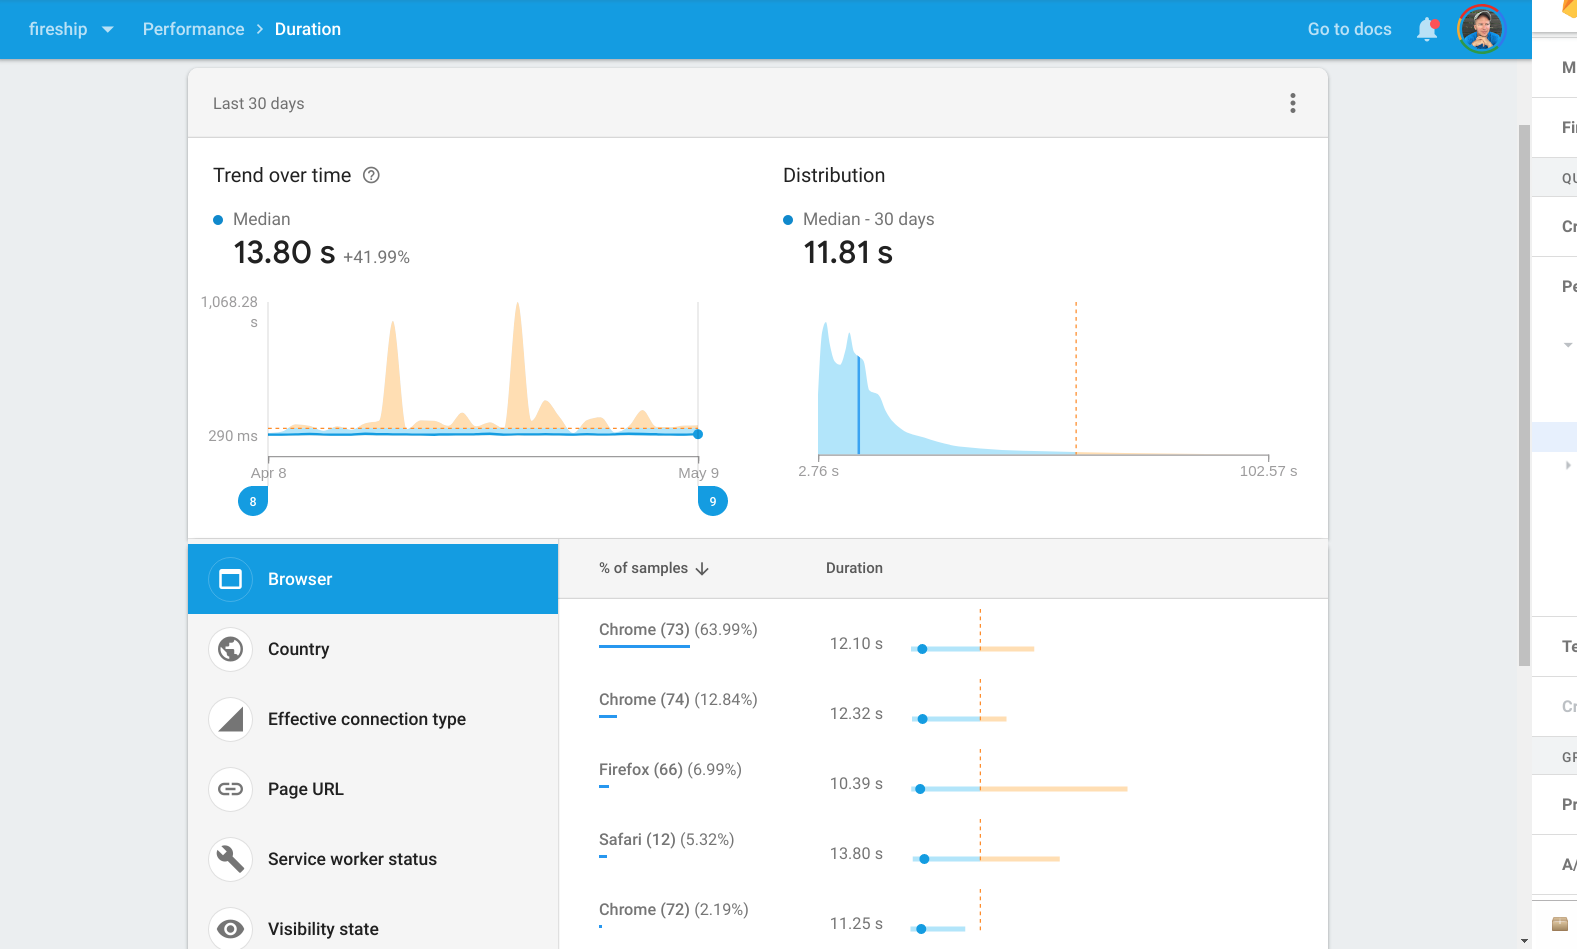 fireship Performance > Duration Go to docs
Last 30 days
Trend over time
Median
13.80 s +41.99%
1,068.28
s
290 ms
Apr 8 May 9
8 9
Distribution
Median - 30 days
11.81 s
2.76 s 102.57 s
Browser
Country
Effective connection type
Page URL
Service worker status
Visibility state
% of samples Duration
Chrome (73) (63.99%) 12.10 s
Chrome (74) (12.84%) 12.32 s
Firefox (66) (6.99%) 10.39 s
Safari (12) (5.32%) 13.80 s
Chrome (72) (2.19%) 11.25 s
M
Fi
QU
Cr
Pe
Te
Cr
GR
Pr
A/